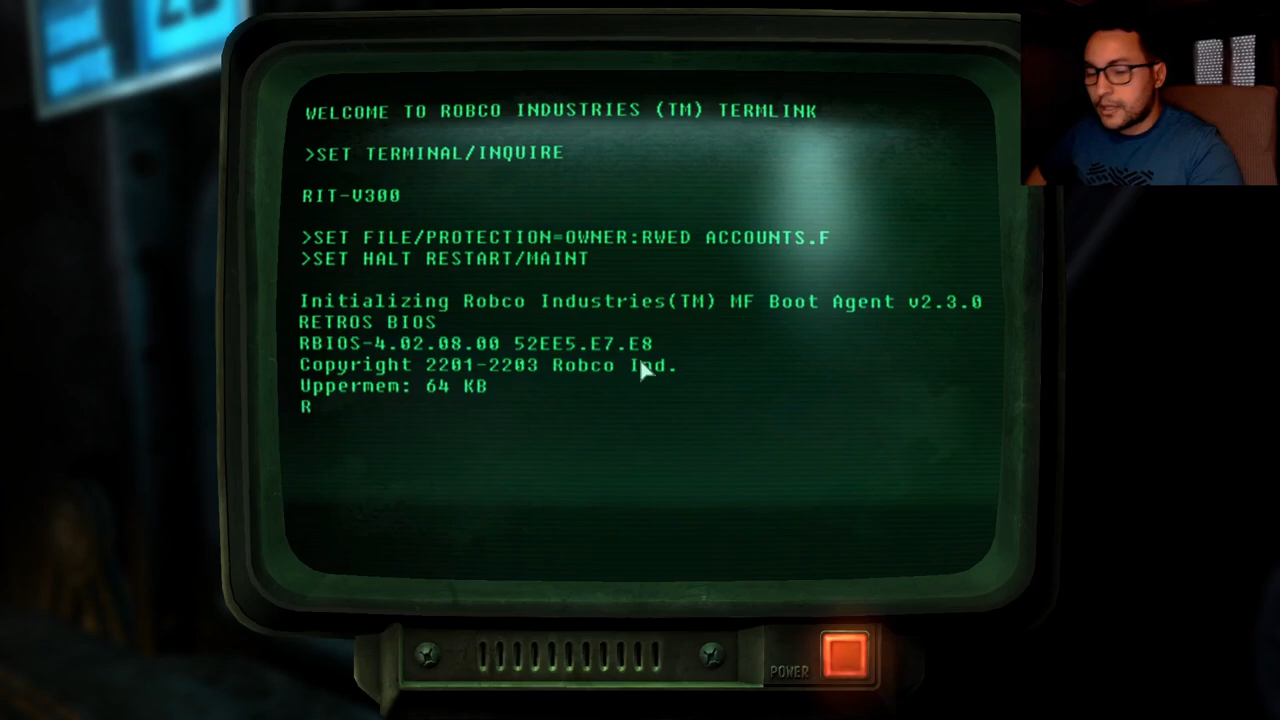 WELCOME TO ROBCO INDUSTRIES (TM) TERMLINK
>SET TERMINAL/INQUIRE
RIT-V300
>SET FILE/PROTECTION=OWNER:RWED ACCOUNTS.F
>SET HALT RESTART/MAINT
Initializing Robco Industries(TM) MF Boot Agent v2.3.0
RETROS BIOS
RBIOS-4.02.08.00 52EE5.E7.E8
Copyright 2201-2203 Robco Ind.
Uppermem: 64 KB
R
POWER